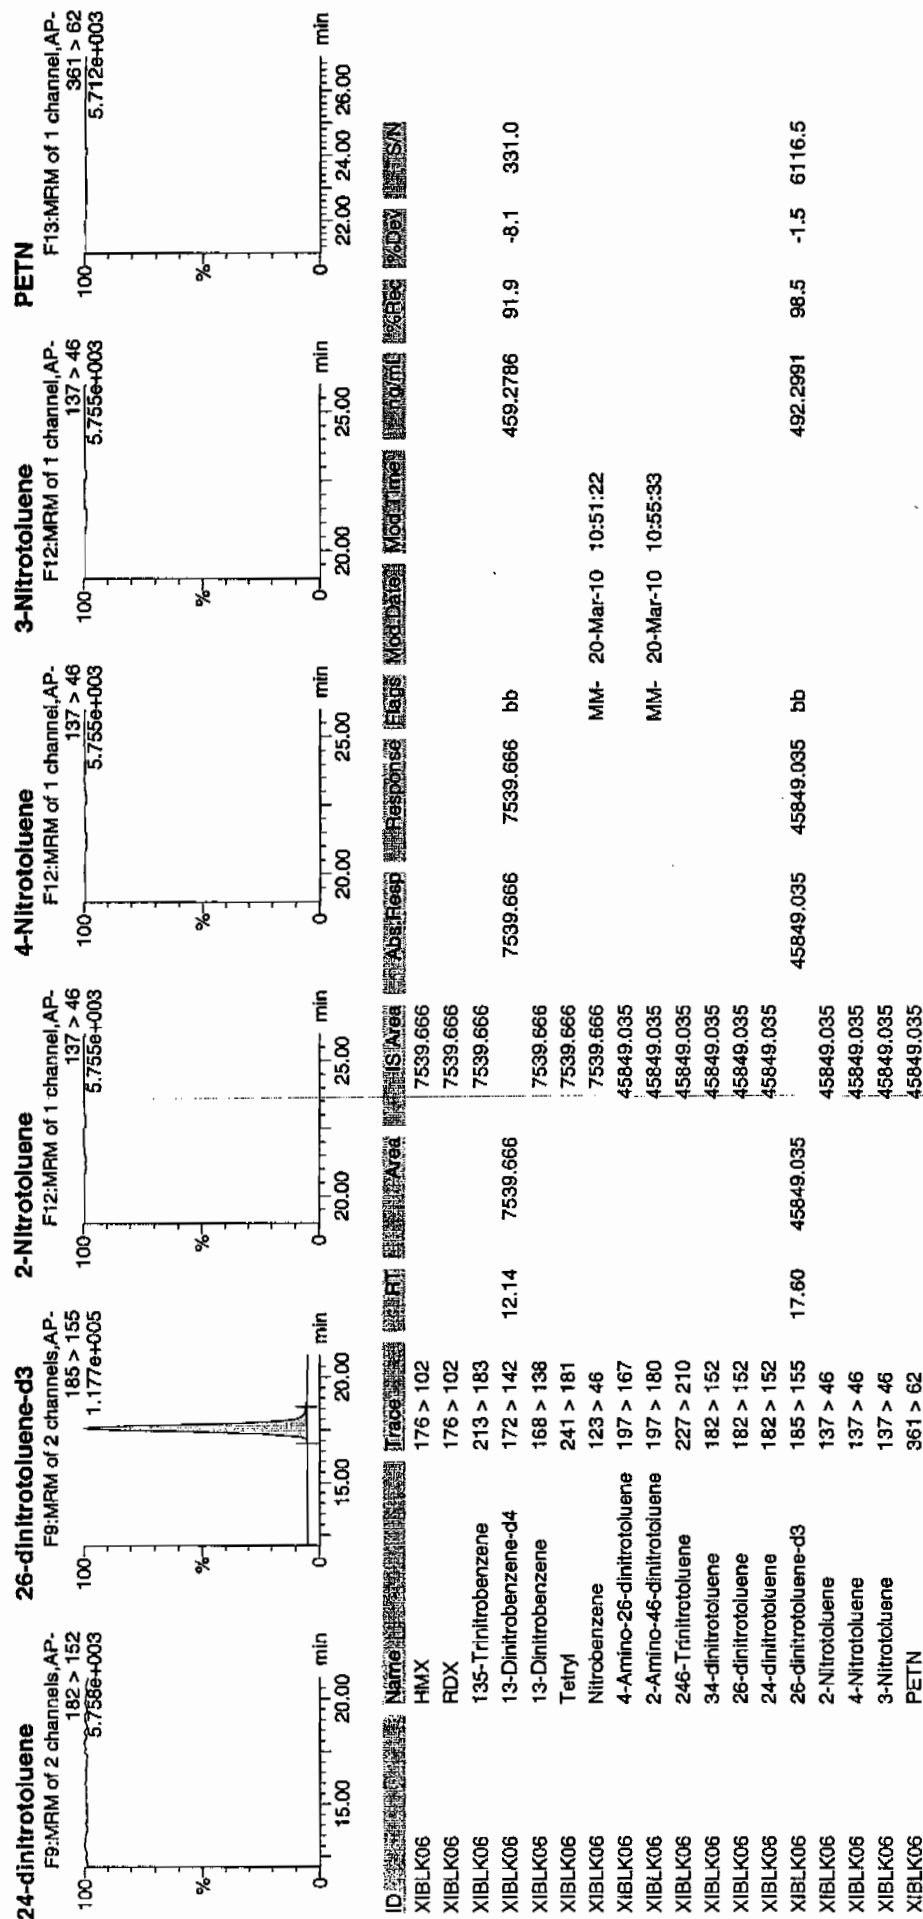 24-dinitrotoluene
F9:MRM of 2 channels,AP-
182 > 152
5.758e+003
100
%
0
15.00 20.00 min
26-dinitrotoluene-d3
F9:MRM of 2 channels,AP-
185 > 155
1.177e+005
100
%
0
15.00 20.00 min
2-Nitrotoluene
F12:MRM of 1 channel,AP-
137 > 46
5.755e+003
100
%
0
20.00 25.00 min
4-Nitrotoluene
F12:MRM of 1 channel,AP-
137 > 46
5.755e+003
100
%
0
20.00 25.00 min
3-Nitrotoluene
F12:MRM of 1 channel,AP-
137 > 46
5.755e+003
100
%
0
20.00 25.00 min
PETN
F13:MRM of 1 channel,AP-
361 > 62
5.712e+003
100
%
0
22.00 24.00 26.00 min
ID Name Trace RT Area IS Area Abs.Resp Response Flags Mod.Date Mod.Time ng/mL %Rec %Dev S/N
XIBLK06 HMX 176 > 102 7539.666
XIBLK06 RDX 176 > 102 7539.666
XIBLK06 135-Trinitrobenzene 213 > 183 7539.666
XIBLK06 13-Dinitrobenzene-d4 172 > 142 12.14 7539.666 7539.666 7539.666 bb 459.2786 91.9 -8.1 331.0
XIBLK06 13-Dinitrobenzene 168 > 138 7539.666
XIBLK06 Tetryl 241 > 181 7539.666
XIBLK06 Nitrobenzene 123 > 46 7539.666 MM- 20-Mar-10 10:51:22
XIBLK06 4-Amino-26-dinitrotoluene 197 > 167 45849.035
XIBLK06 2-Amino-46-dinitrotoluene 197 > 180 45849.035 MM- 20-Mar-10 10:55:33
XIBLK06 246-Trinitrotoluene 227 > 210 45849.035
XIBLK06 34-dinitrotoluene 182 > 152 45849.035
XIBLK06 26-dinitrotoluene 182 > 152 45849.035
XIBLK06 24-dinitrotoluene 182 > 152 45849.035
XIBLK06 26-dinitrotoluene-d3 185 > 155 17.60 45849.035 45849.035 45849.035 bb 492.2991 98.5 -1.5 6116.5
XIBLK06 2-Nitrotoluene 137 > 46 45849.035
XIBLK06 4-Nitrotoluene 137 > 46 45849.035
XIBLK06 3-Nitrotoluene 137 > 46 45849.035
XIBLK06 PETN 361 > 62 45849.035